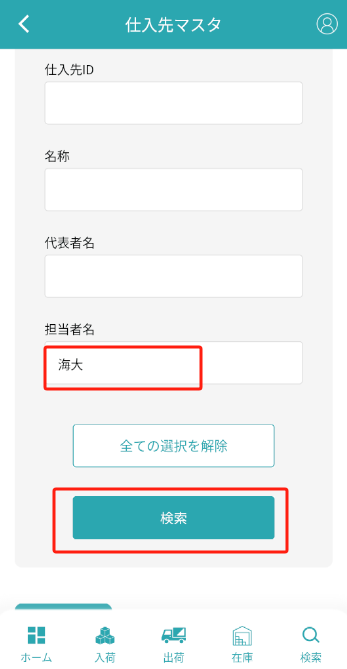 仕入先マスタ
仕入先ID
名称
代表者名
担当者名
海大
全ての選択を解除
検索
ホーム
入荷
出荷
在庫
検索